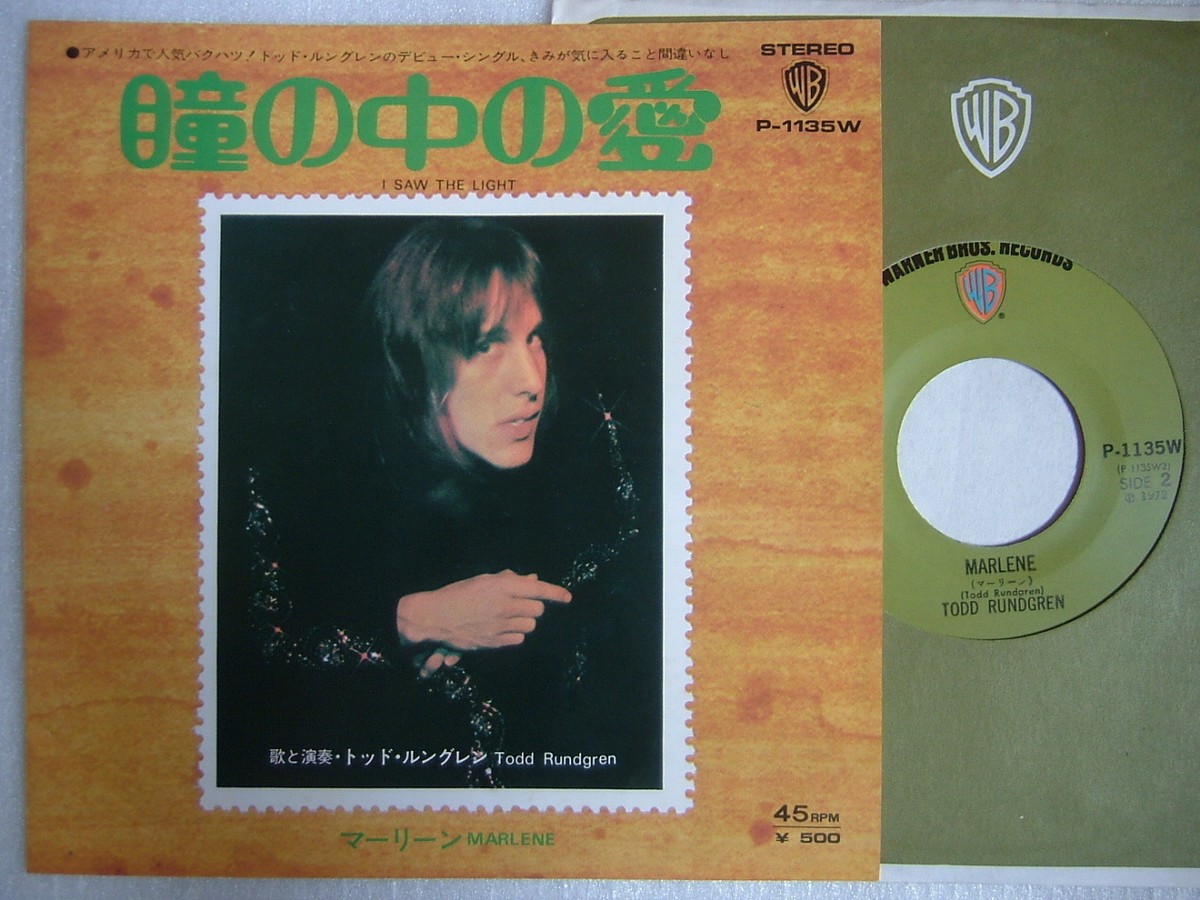 ●アメリカで人気バクハツ！トッド・ルングレンのデビュー・シングル、きみが気に入ること間違いなし
瞳の中の愛
I SAW THE LIGHT
STEREO
WB
P-1135W
歌と演奏・トッド・ルングレン Todd Rundgren
マーリーン MARLENE
45RPM
¥ 500
WB
WARNER BROS. RECORDS
WB
®
P-1135W
(P-1135W2)
SIDE 2
Ⓟ 1972
MARLENE
(マーリーン)
(Todd Rundgren)
TODD RUNDGREN